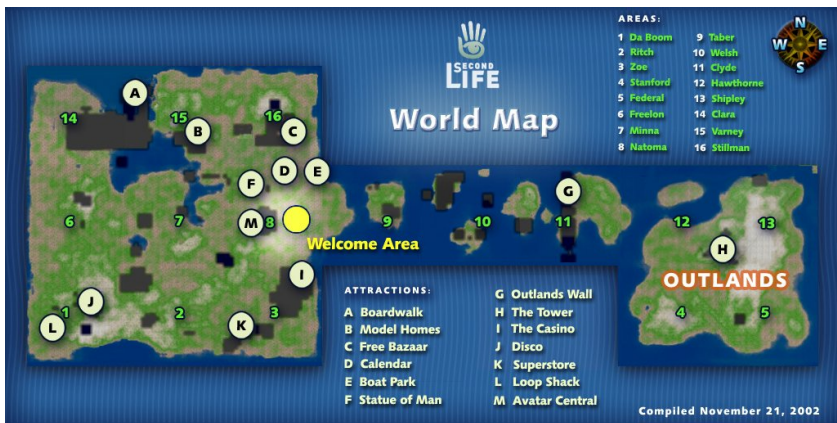 SECOND
LIFE
World Map
AREAS:
1 Da Boom
2 Ritch
3 Zoe
4 Stanford
5 Federal
6 Freelon
7 Minna
8 Natoma
9 Taber
10 Welsh
11 Clyde
12 Hawthorne
13 Shipley
14 Clara
15 Varney
16 Stillman
N
W E
S
A
14
15
B
16
C
D
E
F
G
6
7
M
8
9
10
11
12
13
Welcome Area
H
OUTLANDS
I
J
1
L
2
K
3
4
5
ATTRACTIONS:
A Boardwalk
B Model Homes
C Free Bazaar
D Calendar
E Boat Park
F Statue of Man
G Outlands Wall
H The Tower
I The Casino
J Disco
K Superstore
L Loop Shack
M Avatar Central
Compiled November 21, 2002